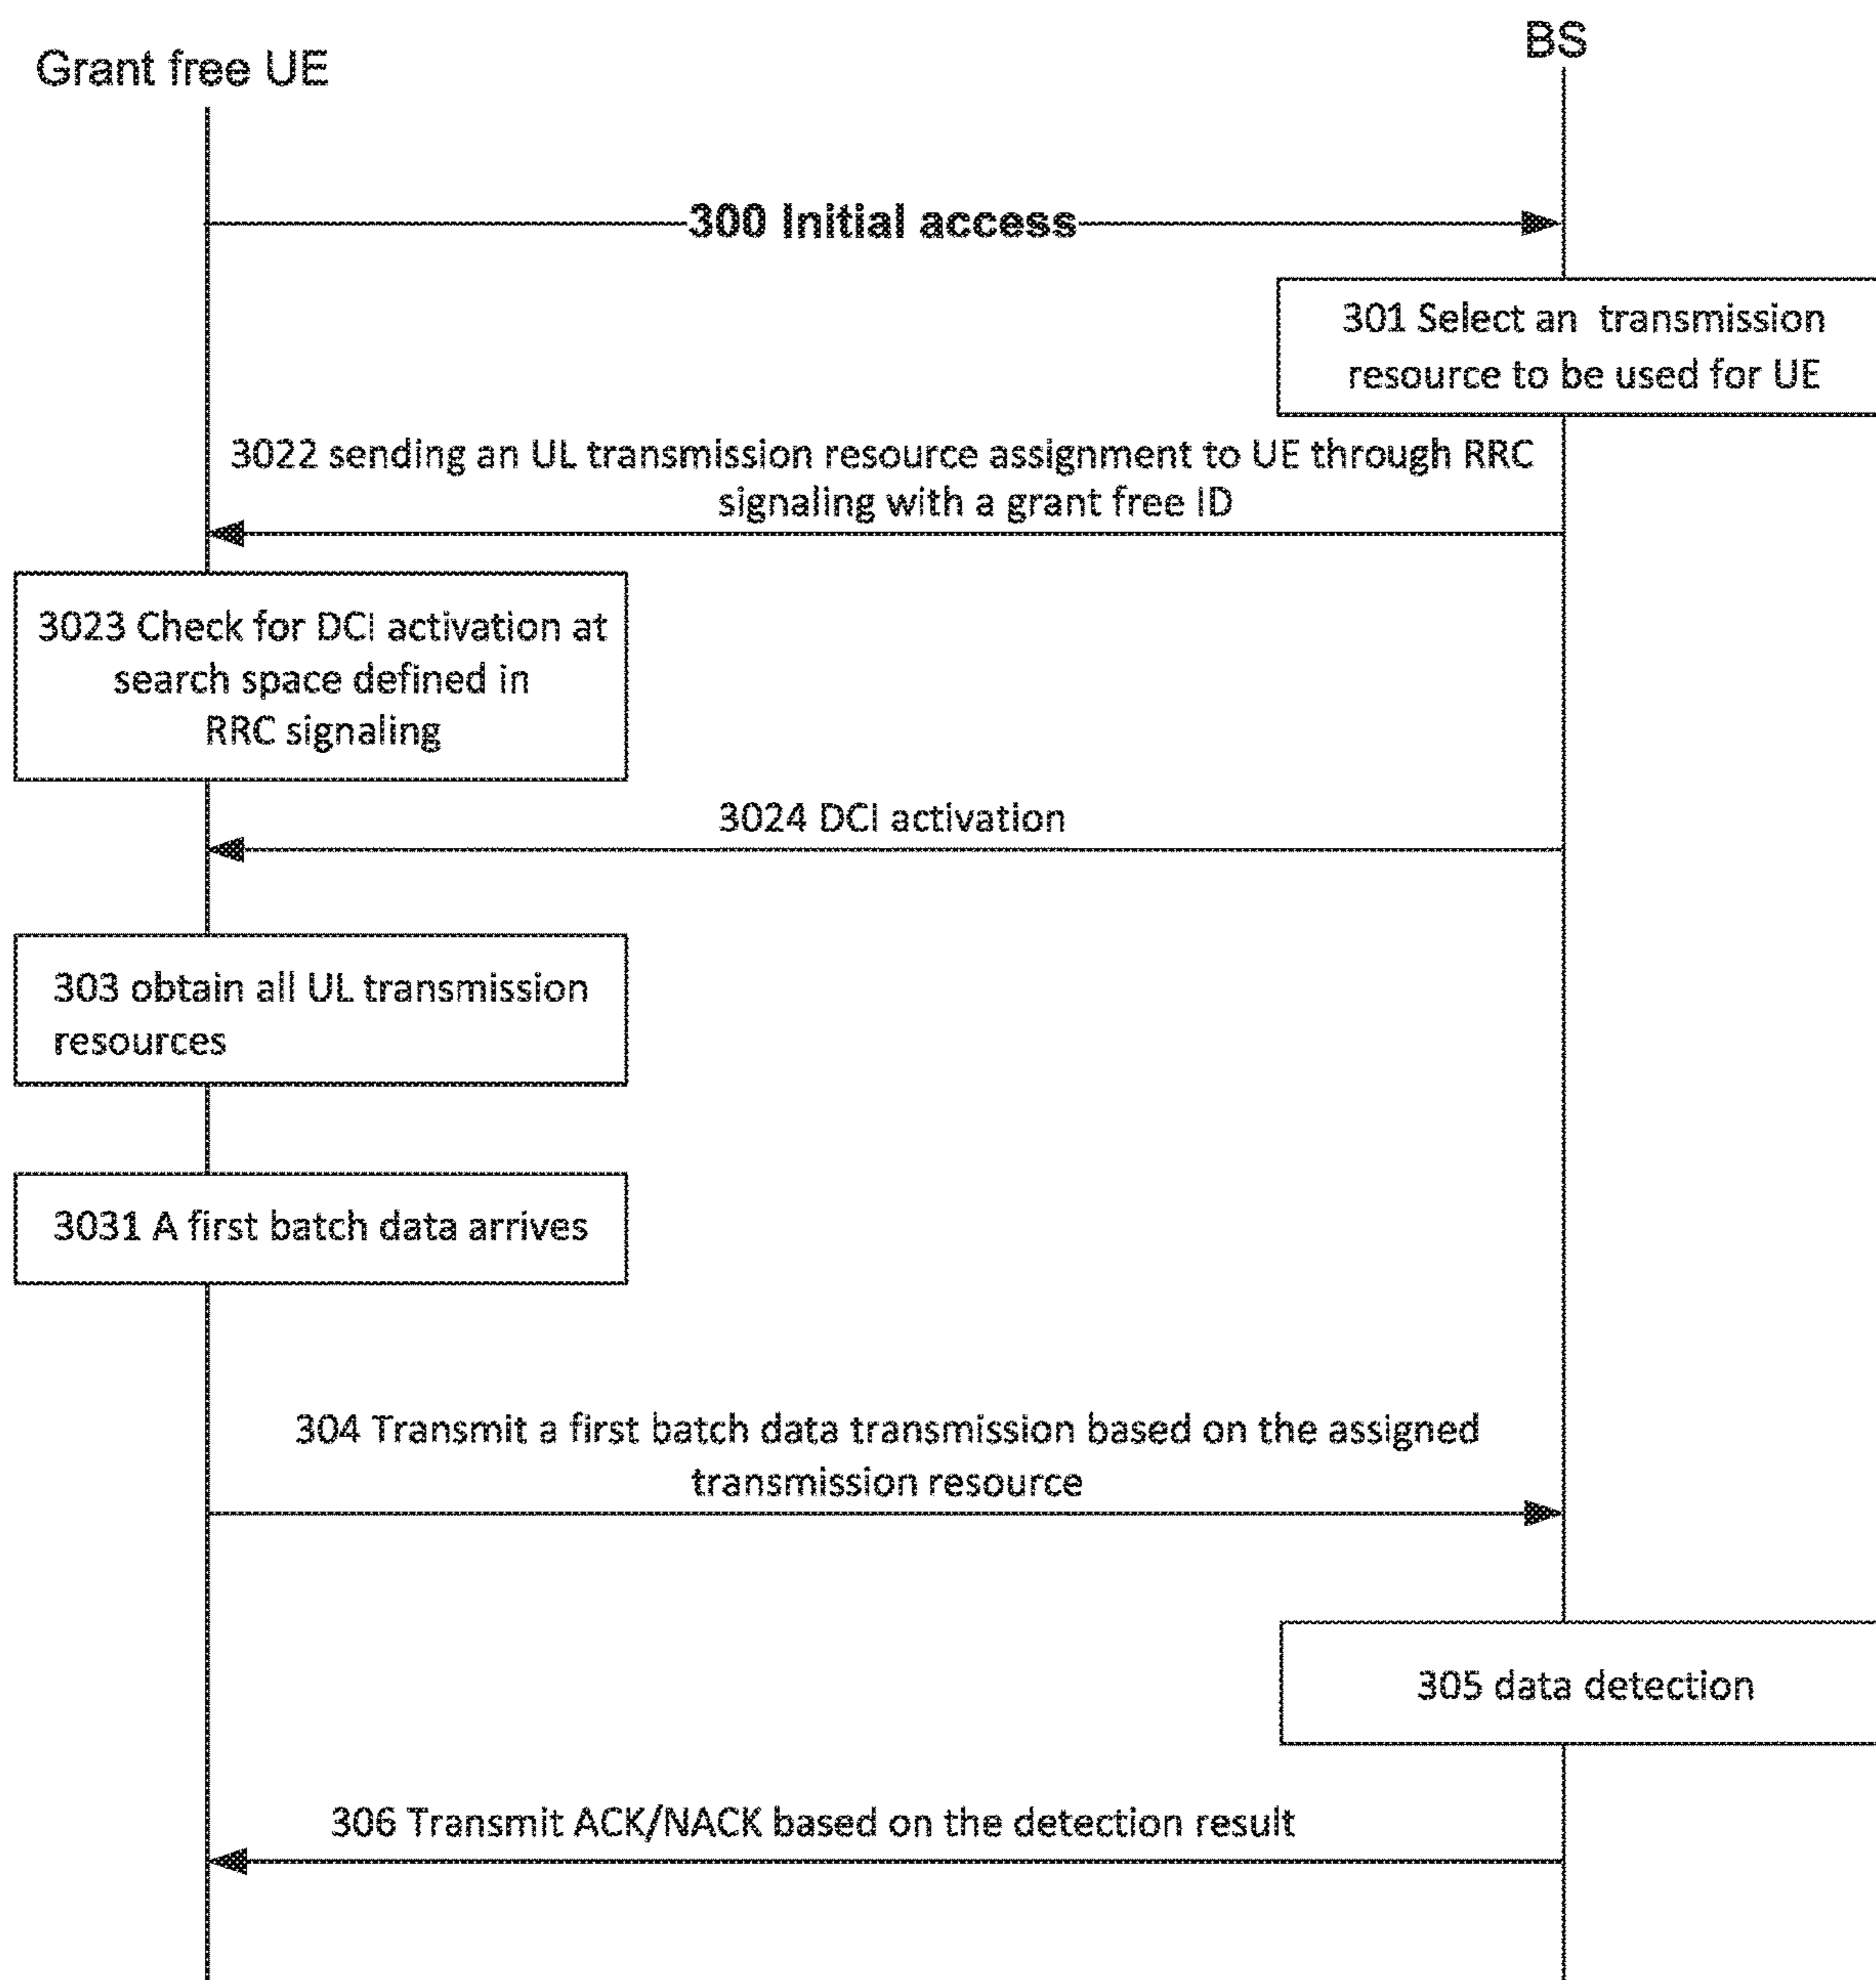 Grant free UE
BS
300 Initial access
301 Select an transmission
resource to be used for UE
3022 sending an UL transmission resource assignment to UE through RRC
signaling with a grant free ID
3023 Check for DCI activation at
search space defined in
RRC signaling
3024 DCI activation
303 obtain all UL transmission
resources
3031 A first batch data arrives
304 Transmit a first batch data transmission based on the assigned
transmission resource
305 data detection
306 Transmit ACK/NACK based on the detection result